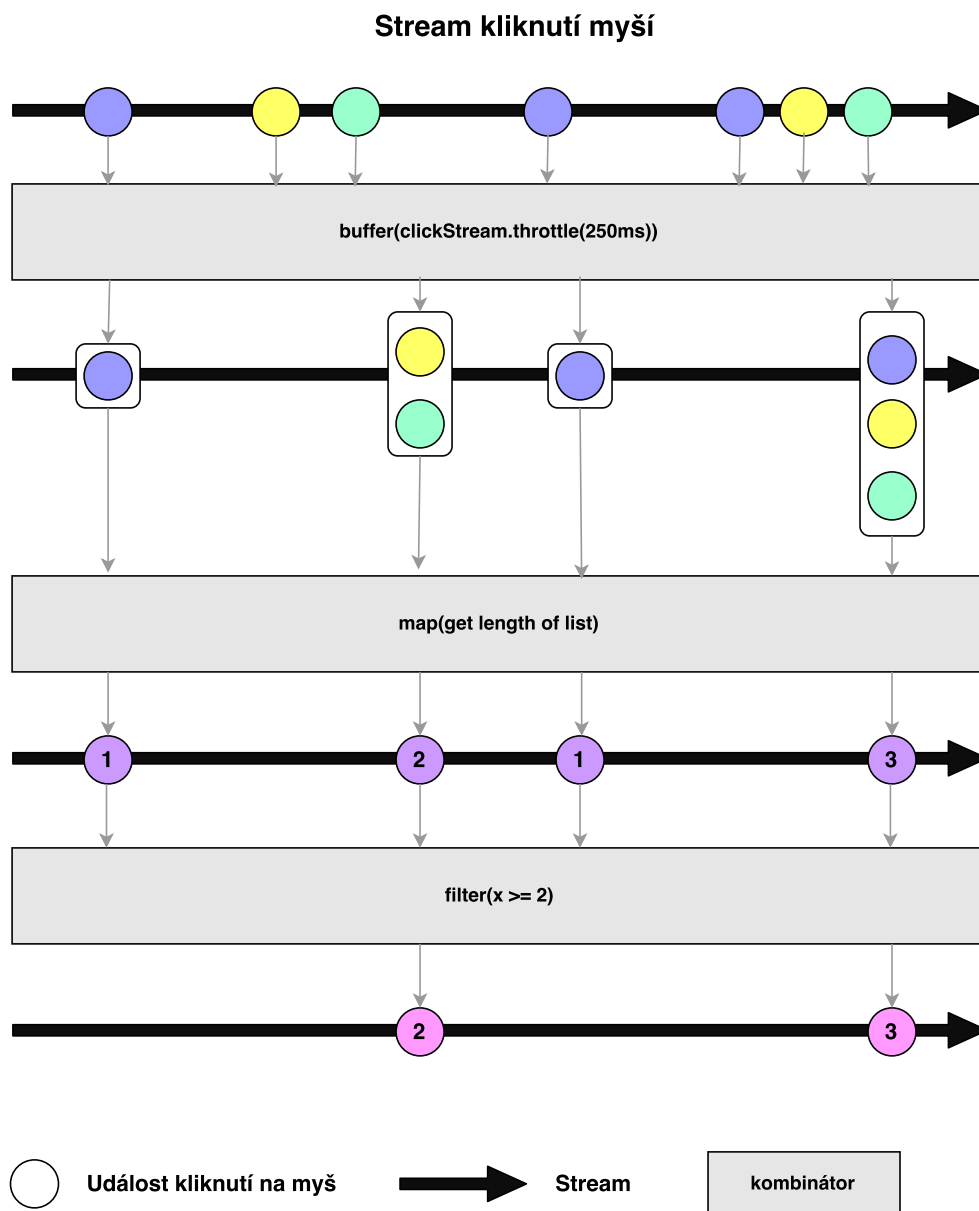 Stream kliknutí myší
buffer(clickStream.throttle(250ms))
map(get length of list)
1 2 1 3
filter(x >= 2)
2 3
Událost kliknutí na myš Stream kombinátor